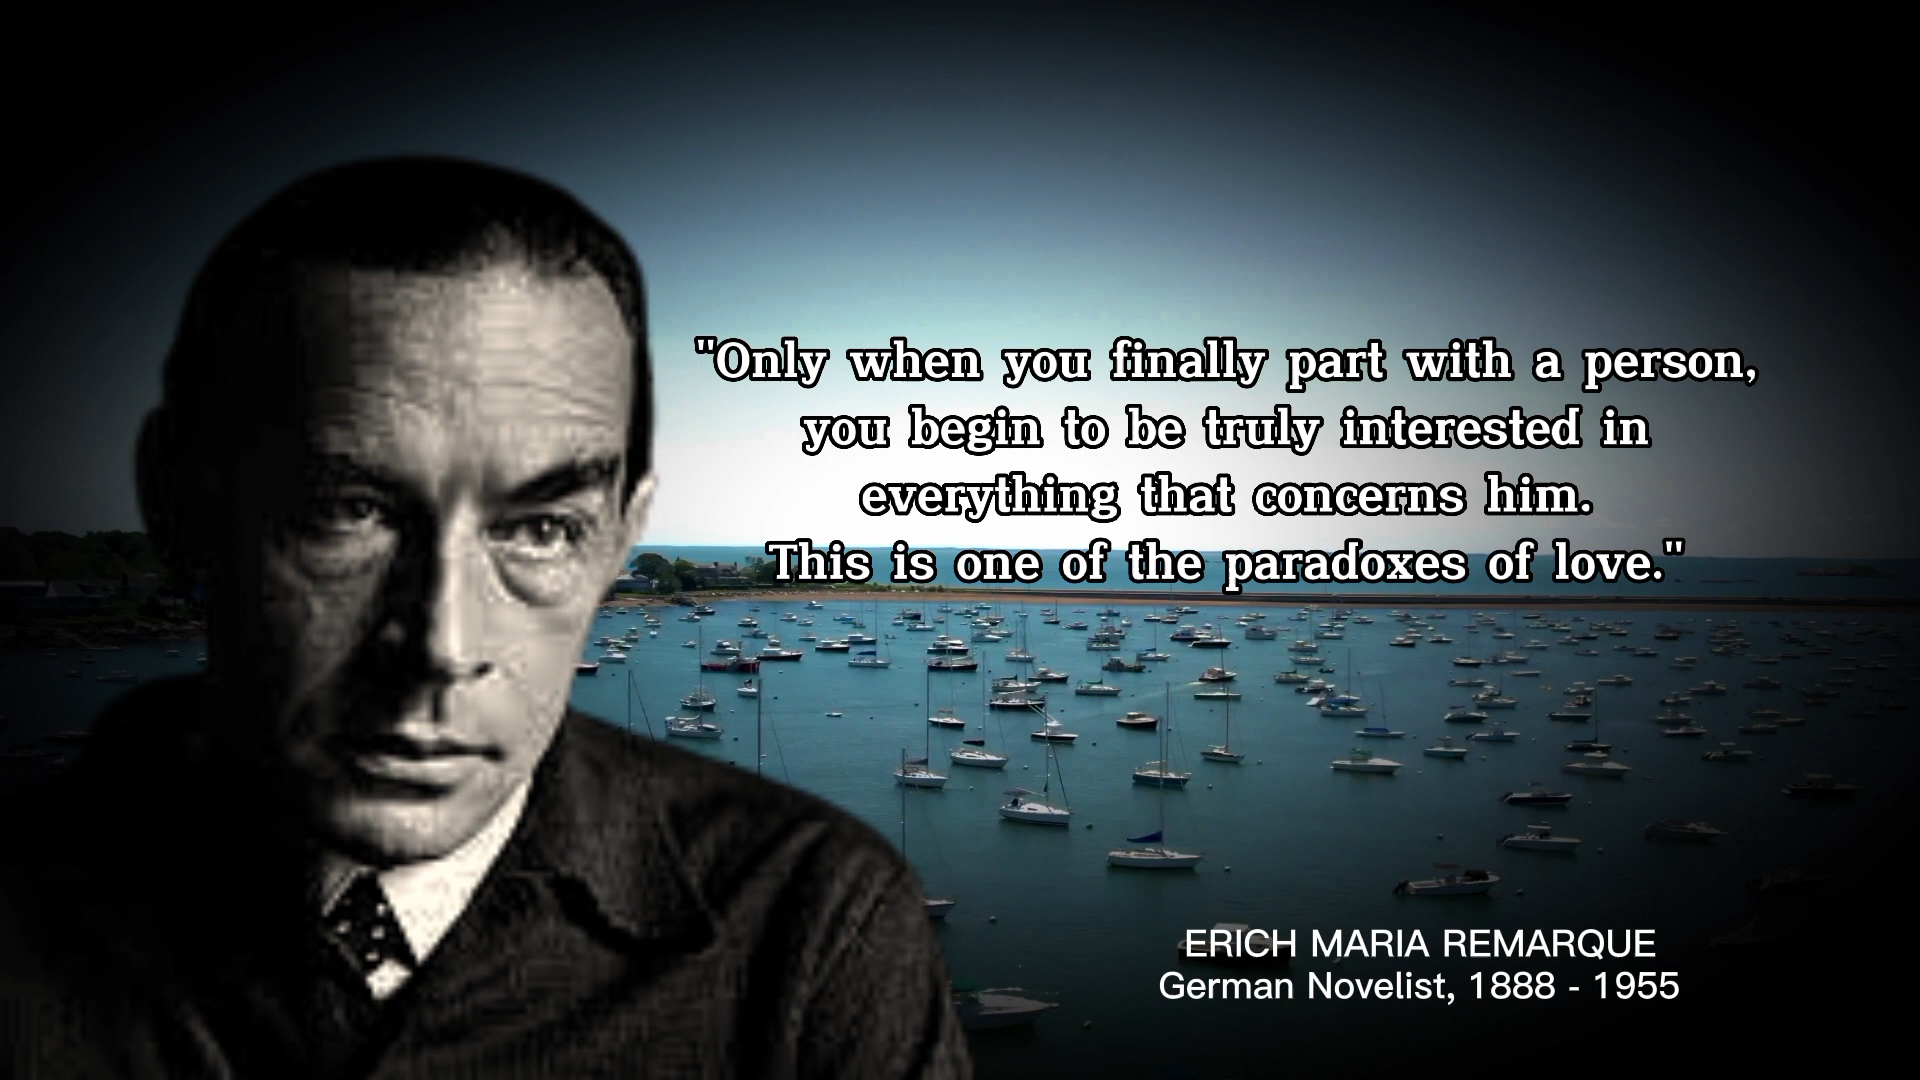 "Only when you finally part with a person,
you begin to be truly interested in
everything that concerns him.
This is one of the paradoxes of love."
ERICH MARIA REMARQUE
German Novelist, 1888 - 1955